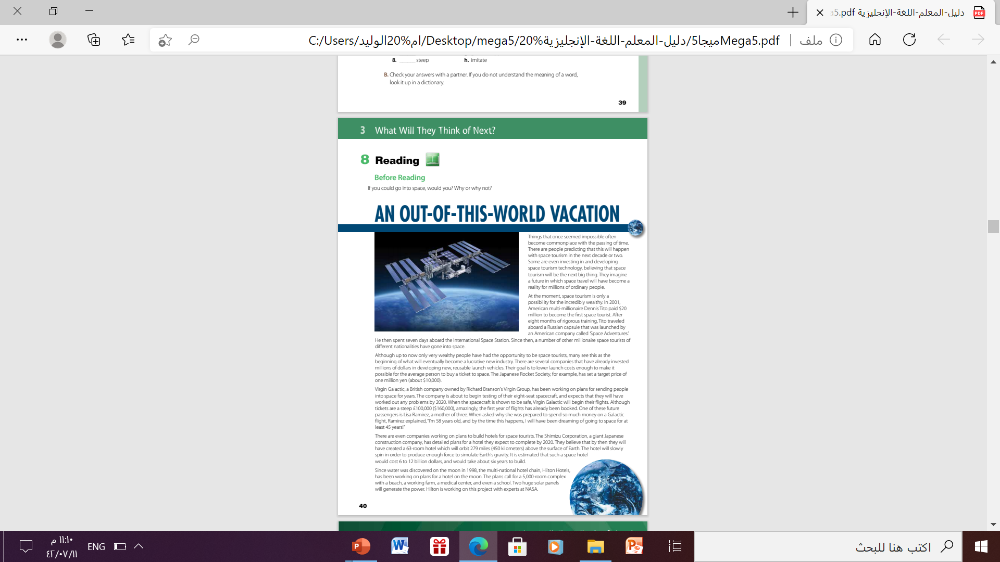 دليل-المعلم-اللغة-الإنجليزية a5.pdf
ملف | C:/Users/ام%20الوليد/Desktop/mega5/دليل-المعلم-اللغة-الإنجليزية%20ميجا5Mega5.pdf
8. ______ steep h. imitate
B. Check your answers with a partner. If you do not understand the meaning of a word,
look it up in a dictionary.
39
3 What Will They Think of Next?
8 Reading
Before Reading
If you could go into space, would you? Why or why not?
AN OUT-OF-THIS-WORLD VACATION
Things that once seemed impossible often
become commonplace with the passing of time.
There are people predicting that this will happen
with space tourism in the next decade or two.
Some are even investing in and developing
space tourism technology, believing that space
tourism will be the next big thing. They imagine
a future in which space travel will have become a
reality for millions of ordinary people.
At the moment, space tourism is only a
possibility for the incredibly wealthy. In 2001,
American multi-millionaire Dennis Tito paid $20
million to become the first space tourist. After
eight months of rigorous training, Tito traveled
aboard a Russian capsule that was launched by
an American company called 'Space Adventures.'
He then spent seven days aboard the International Space Station. Since then, a number of other millionaire space tourists of
different nationalities have gone into space.
Although up to now only very wealthy people have had the opportunity to be space tourists, many see this as the
beginning of what will eventually become a lucrative new industry. There are several companies that have already invested
millions of dollars in developing new, reusable launch vehicles. Their goal is to lower launch costs enough to make it
possible for the average person to buy a ticket to space. The Japanese Rocket Society, for example, has set a target price of
one million yen (about $10,000).
Virgin Galactic, a British company owned by Richard Branson's Virgin Group, has been working on plans for sending people
into space for years. The company is about to begin testing of their eight-seat spacecraft, and expects that they will have
worked out any problems by 2020. When the spacecraft is shown to be safe, Virgin Galactic will begin their flights. Although
tickets are a steep £100,000 ($160,000), amazingly, the first year of flights has already been booked. One of these future
passengers is Lisa Ramirez, a mother of three. When asked why she was prepared to spend so much money on a Galactic
flight, Ramirez explained, "I'm 58 years old, and by the time this happens, I will have been dreaming of going to space for at
least 45 years!"
There are even companies working on plans to build hotels for space tourists. The Shimizu Corporation, a giant Japanese
construction company, has detailed plans for a hotel they expect to complete by 2020. They believe that by then they will
have created a 63-room hotel which will orbit 279 miles (450 kilometers) above the surface of Earth. The hotel will slowly
spin in order to produce enough force to simulate Earth's gravity. It is estimated that such a space hotel
would cost 6 to 12 billion dollars, and would take about six years to build.
Since water was discovered on the moon in 1998, the multi-national hotel chain, Hilton Hotels,
has been working on plans for a hotel on the moon. The plans call for a 5,000-room complex
with a beach, a working farm, a medical center, and even a school. Two huge solar panels
will generate the power. Hilton is working on this project with experts at NASA.
40
١١:١٠ م
٤٢/٠٧/١١
ENG
اكتب هنا للبحث